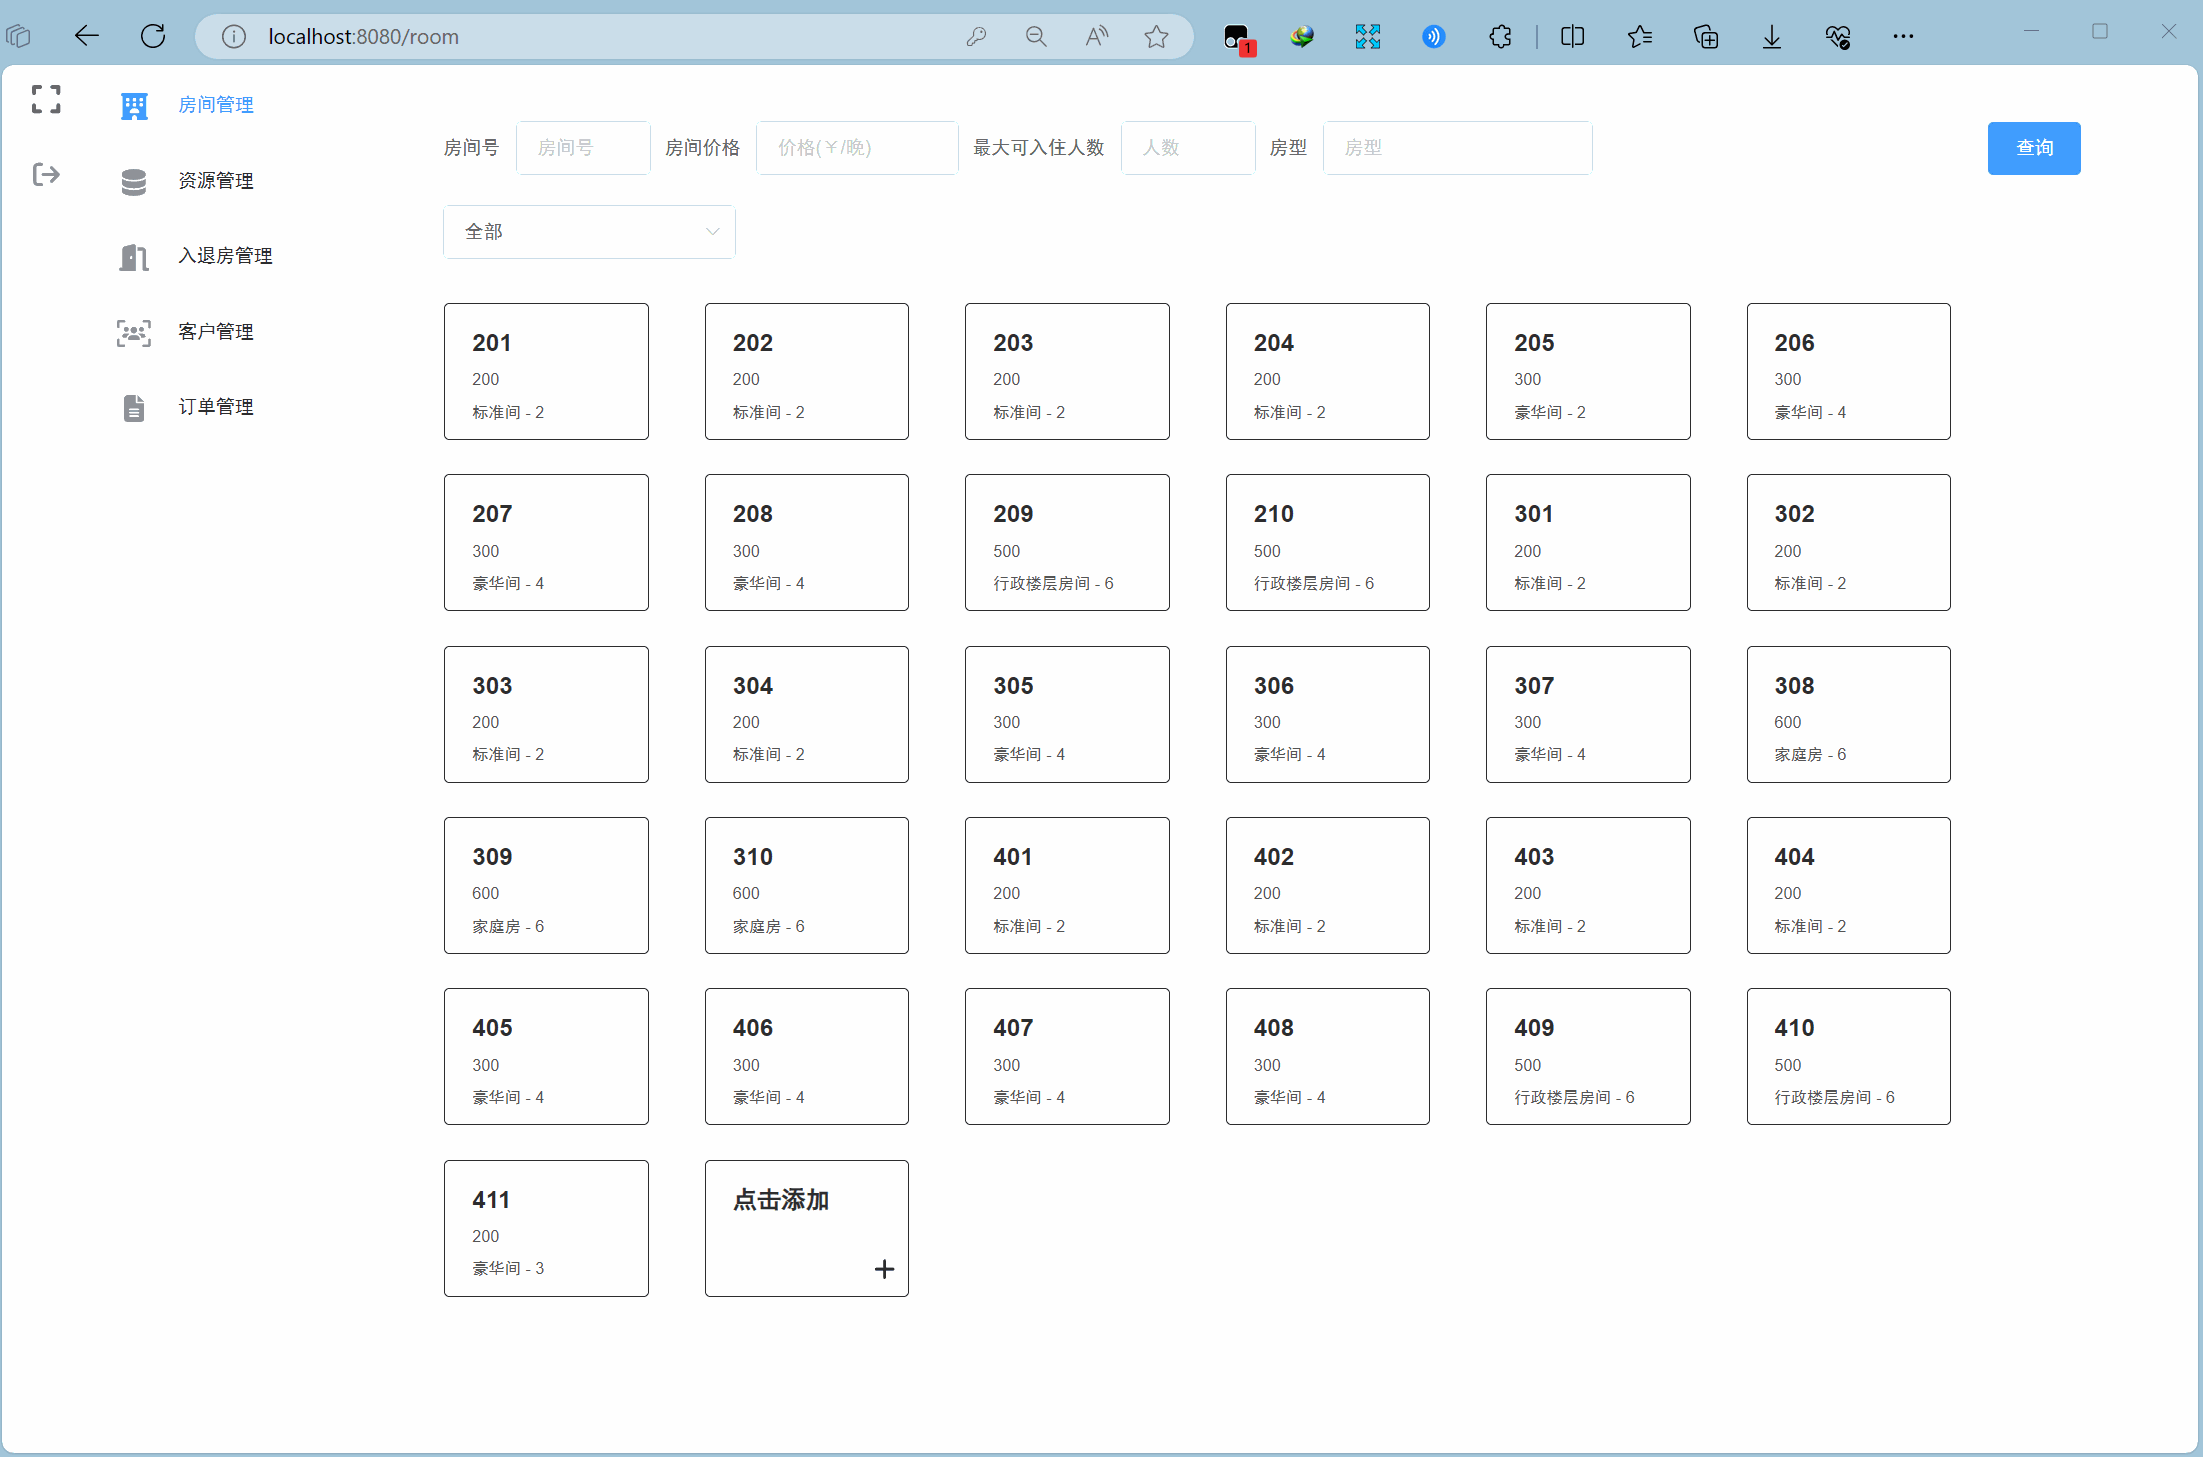 localhost:8080/room
1
房间管理
资源管理
入退房管理
客户管理
订单管理
房间号 房间号 房间价格 价格(￥/晚) 最大可入住人数 人数 房型 房型 查询
全部
201 202 203 204 205 206
200 200 200 200 300 300
标准间 - 2 标准间 - 2 标准间 - 2 标准间 - 2 豪华间 - 2 豪华间 - 4
207 208 209 210 301 302
300 300 500 500 200 200
豪华间 - 4 豪华间 - 4 行政楼层房间 - 6 行政楼层房间 - 6 标准间 - 2 标准间 - 2
303 304 305 306 307 308
200 200 300 300 300 600
标准间 - 2 标准间 - 2 豪华间 - 4 豪华间 - 4 豪华间 - 4 家庭房 - 6
309 310 401 402 403 404
600 600 200 200 200 200
家庭房 - 6 家庭房 - 6 标准间 - 2 标准间 - 2 标准间 - 2 标准间 - 2
405 406 407 408 409 410
300 300 300 300 500 500
豪华间 - 4 豪华间 - 4 豪华间 - 4 豪华间 - 4 行政楼层房间 - 6 行政楼层房间 - 6
411 点击添加
200
豪华间 - 3